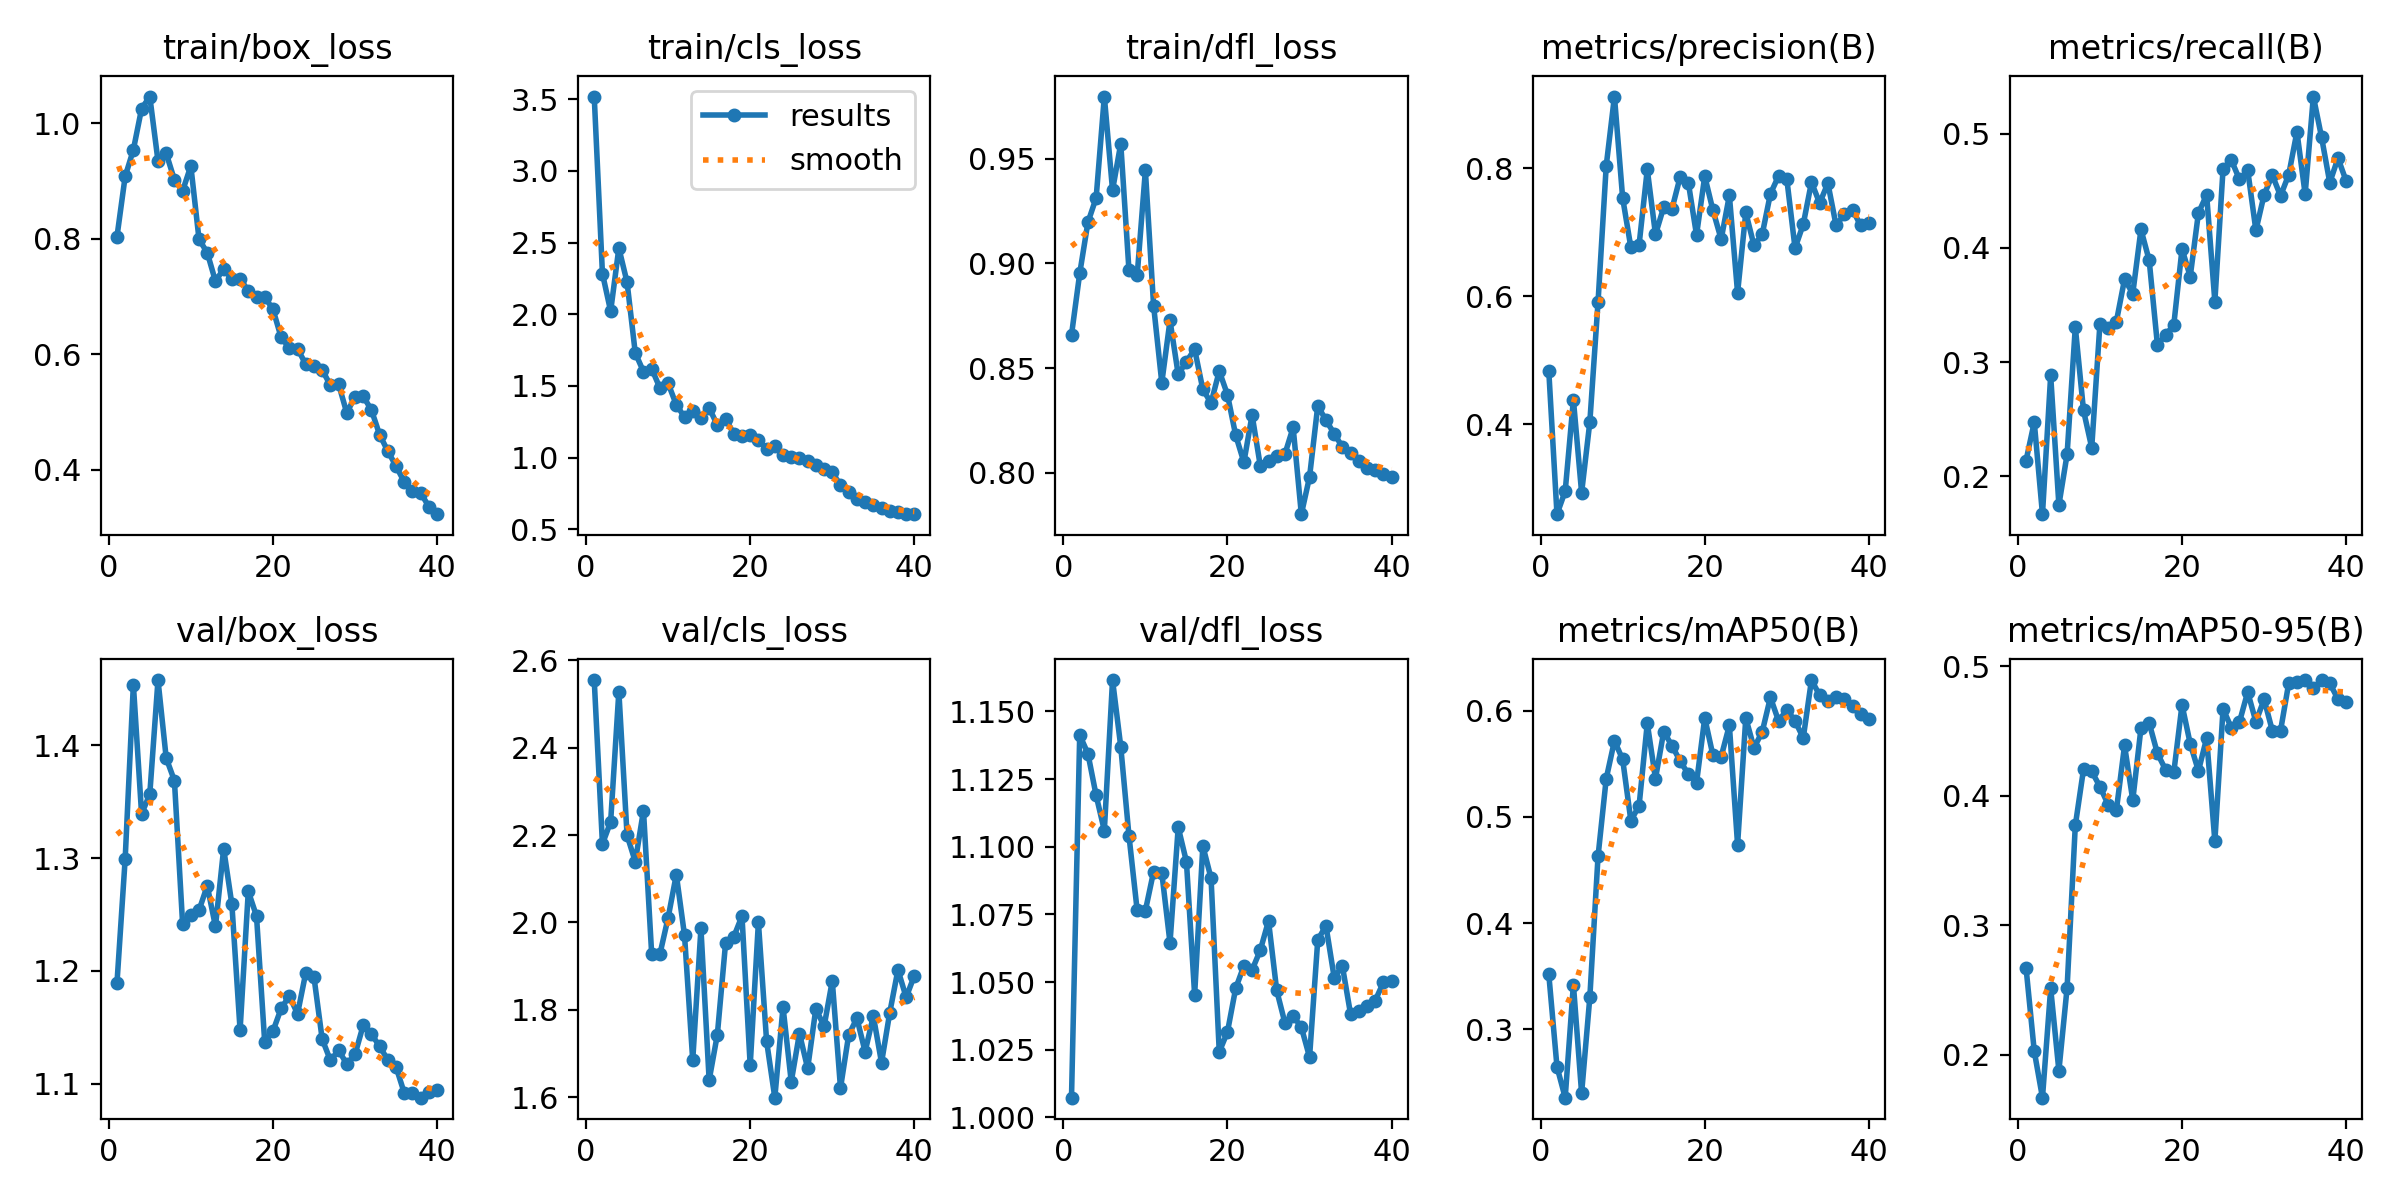 train/box_loss
1.0
0.8
0.6
0.4
0 20 40
train/cls_loss
results
smooth
3.5
3.0
2.5
2.0
1.5
1.0
0.5
0 20 40
train/dfl_loss
0.95
0.90
0.85
0.80
0 20 40
metrics/precision(B)
0.8
0.6
0.4
0 20 40
metrics/recall(B)
0.5
0.4
0.3
0.2
0 20 40
val/box_loss
1.4
1.3
1.2
1.1
0 20 40
val/cls_loss
2.6
2.4
2.2
2.0
1.8
1.6
0 20 40
val/dfl_loss
1.150
1.125
1.100
1.075
1.050
1.025
1.000
0 20 40
metrics/mAP50(B)
0.6
0.5
0.4
0.3
0 20 40
metrics/mAP50-95(B)
0.5
0.4
0.3
0.2
0 20 40